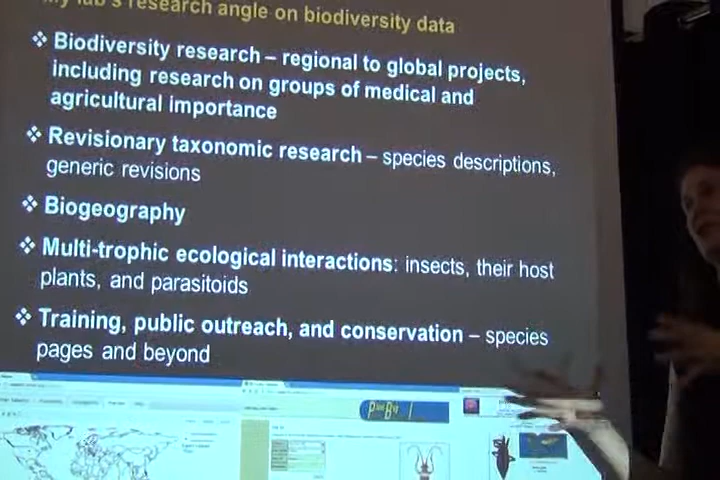 my lab's research angle on biodiversity data
❖ Biodiversity research – regional to global projects,
including research on groups of medical and
agricultural importance
❖ Revisionary taxonomic research – species descriptions,
generic revisions
❖ Biogeography
❖ Multi-trophic ecological interactions: insects, their host
plants, and parasitoids
❖ Training, public outreach, and conservation – species
pages and beyond